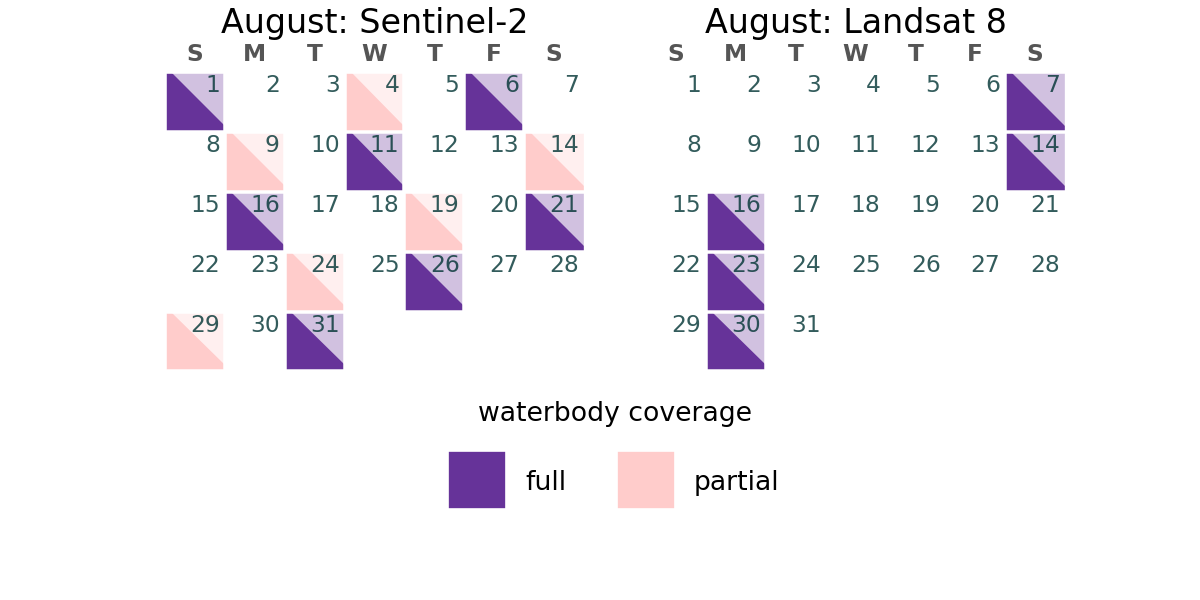 August: Sentinel-2
S M T W T F S
1 2 3 4 5 6 7
8 9 10 11 12 13 14
15 16 17 18 19 20 21
22 23 24 25 26 27 28
29 30 31
August: Landsat 8
S M T W T F S
1 2 3 4 5 6 7
8 9 10 11 12 13 14
15 16 17 18 19 20 21
22 23 24 25 26 27 28
29 30 31
waterbody coverage
full partial